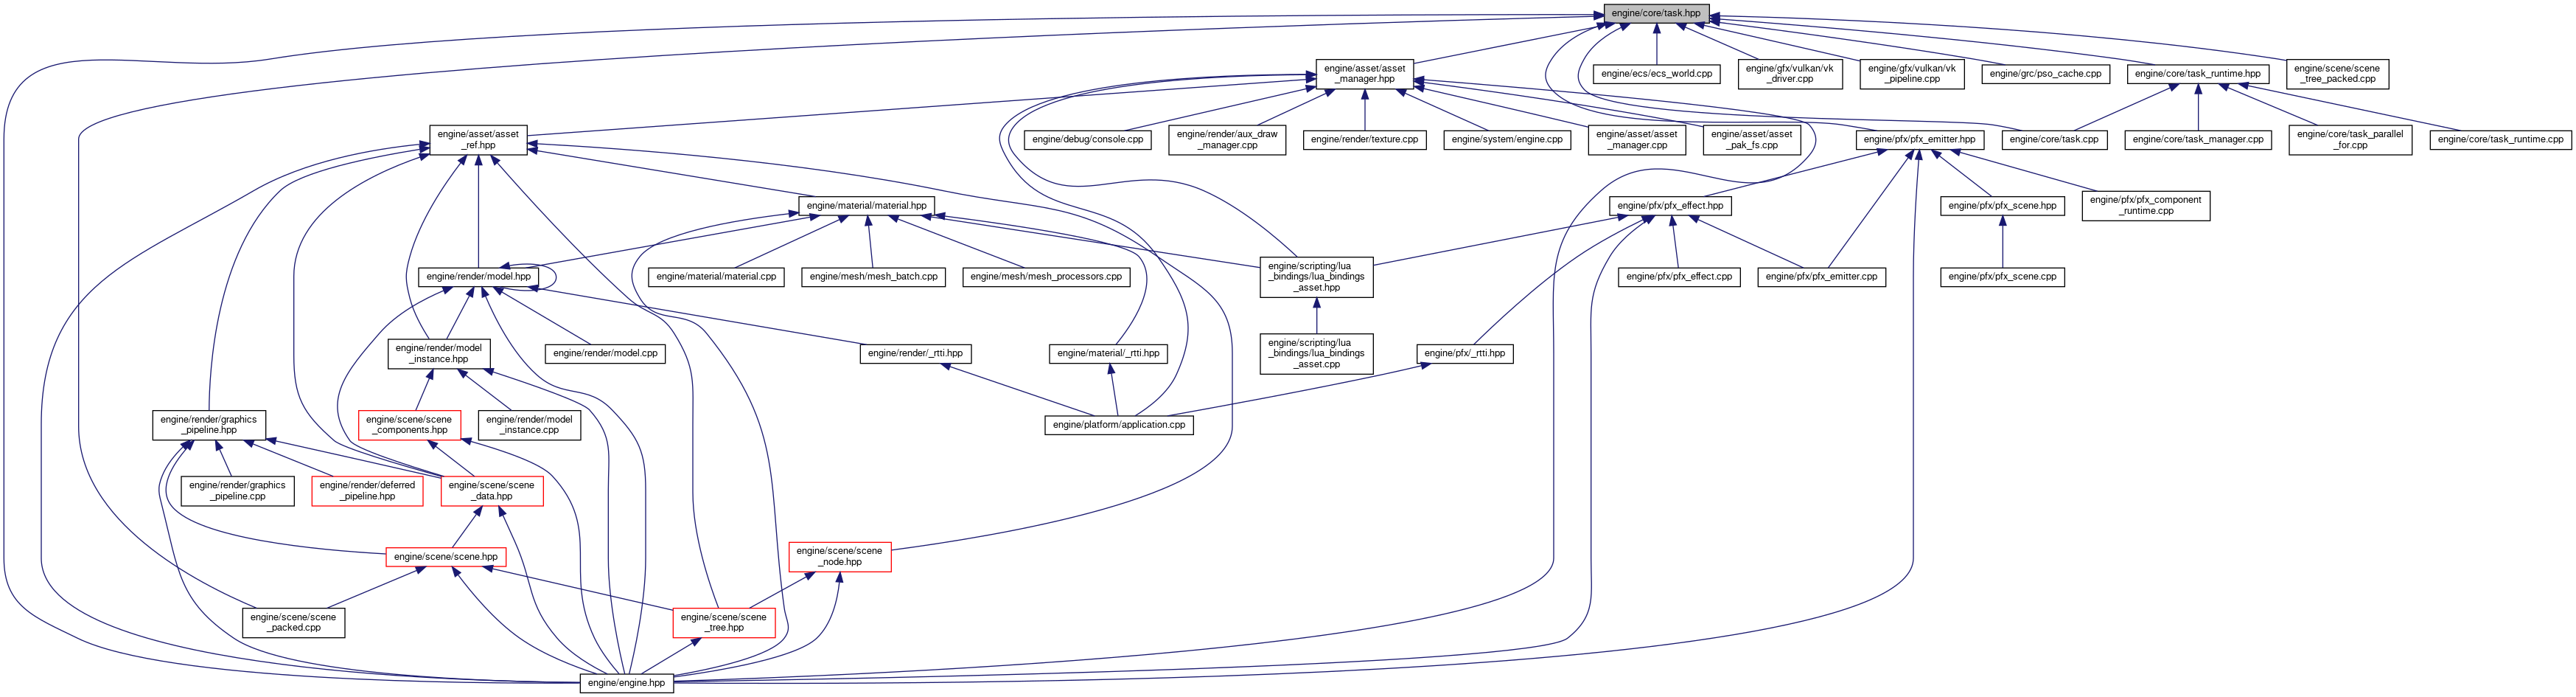 engine/core/task.hpp
engine/asset/asset
_manager.hpp
engine/ecs/ecs_world.cpp
engine/gfx/vulkan/vk
_driver.cpp
engine/gfx/vulkan/vk
_pipeline.cpp
engine/grc/pso_cache.cpp
engine/core/task_runtime.hpp
engine/scene/scene
_tree_packed.cpp
engine/asset/asset
_ref.hpp
engine/debug/console.cpp
engine/render/aux_draw
_manager.cpp
engine/render/texture.cpp
engine/system/engine.cpp
engine/asset/asset
_manager.cpp
engine/asset/asset
_pak_fs.cpp
engine/pfx/pfx_emitter.hpp
engine/core/task.cpp
engine/core/task_manager.cpp
engine/core/task_parallel
_for.cpp
engine/core/task_runtime.cpp
engine/material/material.hpp
engine/pfx/pfx_effect.hpp
engine/pfx/pfx_scene.hpp
engine/pfx/pfx_component
_runtime.cpp
engine/render/model.hpp
engine/material/material.cpp
engine/mesh/mesh_batch.cpp
engine/mesh/mesh_processors.cpp
engine/scripting/lua
_bindings/lua_bindings
_asset.hpp
engine/pfx/pfx_effect.cpp
engine/pfx/pfx_emitter.cpp
engine/pfx/pfx_scene.cpp
engine/render/model
_instance.hpp
engine/render/model.cpp
engine/render/_rtti.hpp
engine/material/_rtti.hpp
engine/scripting/lua
_bindings/lua_bindings
_asset.cpp
engine/pfx/_rtti.hpp
engine/render/graphics
_pipeline.hpp
engine/scene/scene
_components.hpp
engine/render/model
_instance.cpp
engine/platform/application.cpp
engine/render/graphics
_pipeline.cpp
engine/render/deferred
_pipeline.hpp
engine/scene/scene
_data.hpp
engine/scene/scene.hpp
engine/scene/scene
_node.hpp
engine/scene/scene
_packed.cpp
engine/scene/scene
_tree.hpp
engine/engine.hpp